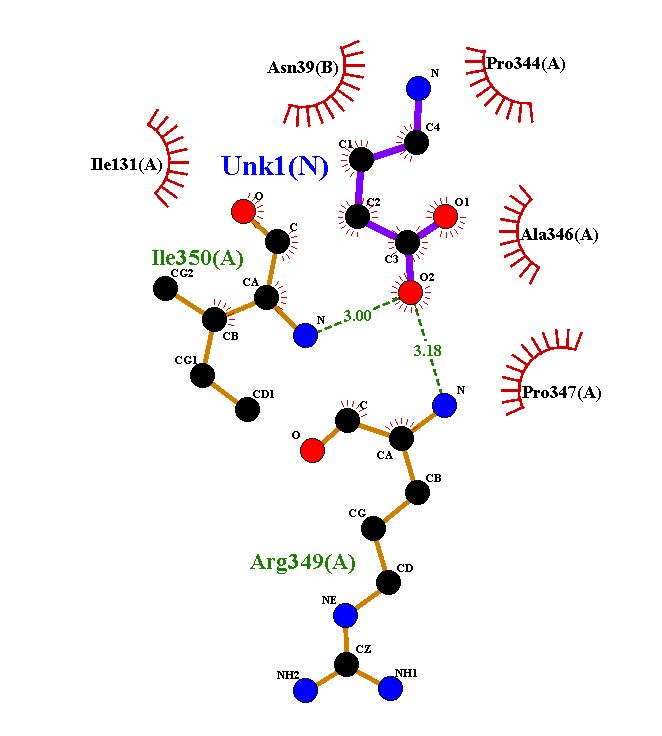 Asn39(B)
Pro344(A)
N
C4
C1
Ile131(A)
Unk1(N)
O
C2
O1
C
C3
Ala346(A)
Ile350(A)
CG2
CA
O2
N
3.00
CB
3.18
CG1
CD1
N
Pro347(A)
C
O
CA
CB
CG
Arg349(A)
CD
NE
CZ
NH2
NH1